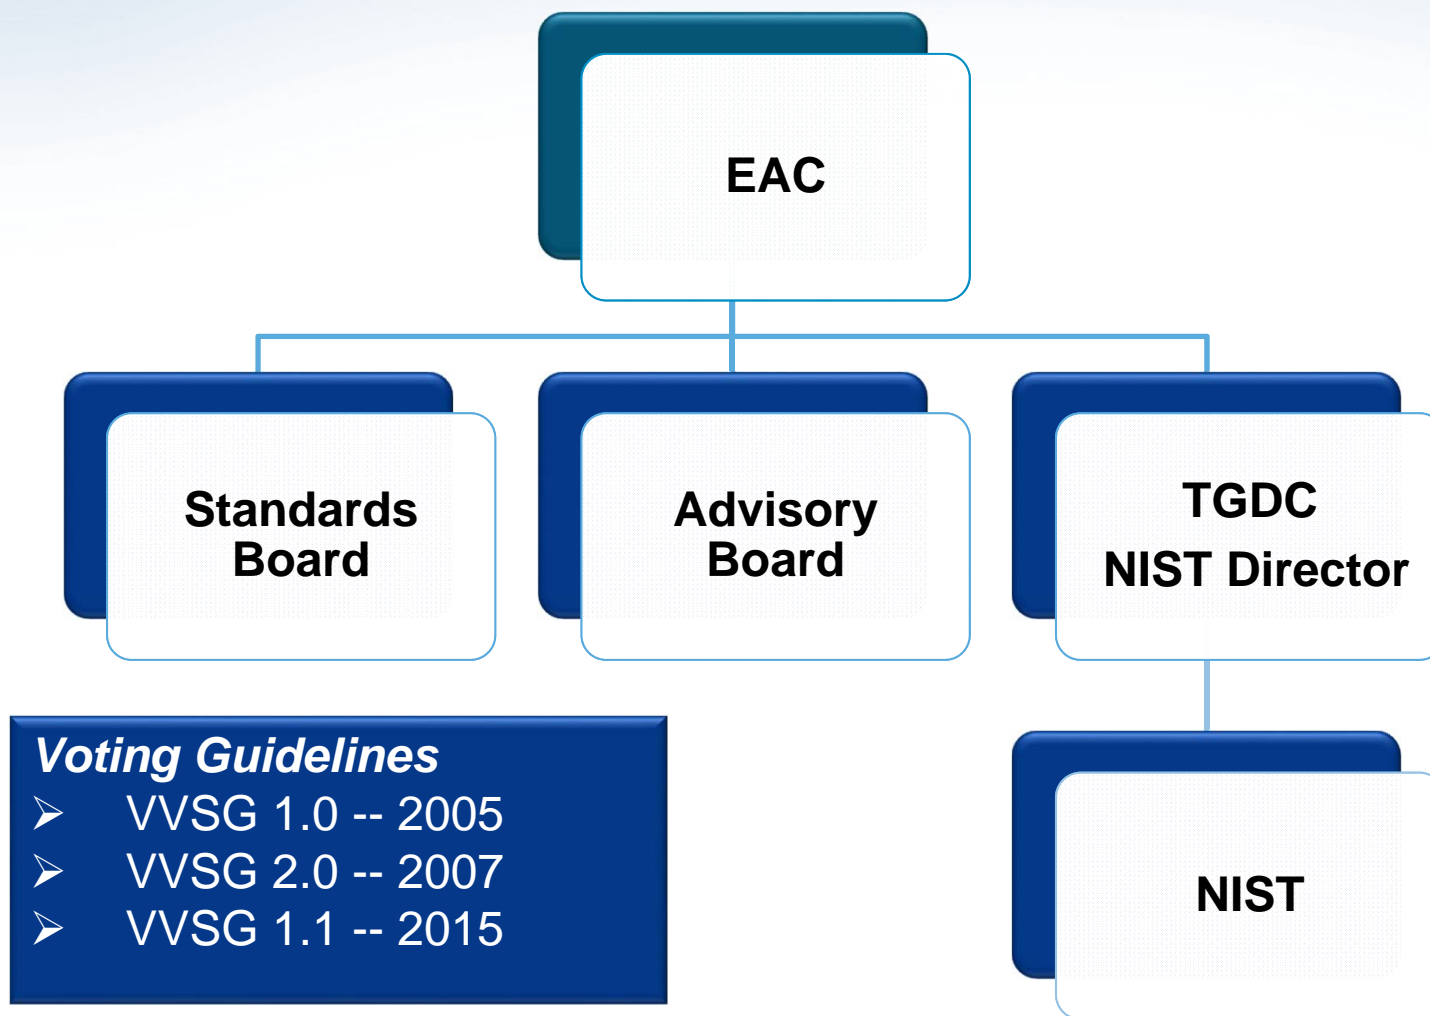 EAC
Standards
Board
Advisory
Board
TGDC
NIST Director
NIST
Voting Guidelines
➢ VVSG 1.0 -- 2005
➢ VVSG 2.0 -- 2007
➢ VVSG 1.1 -- 2015